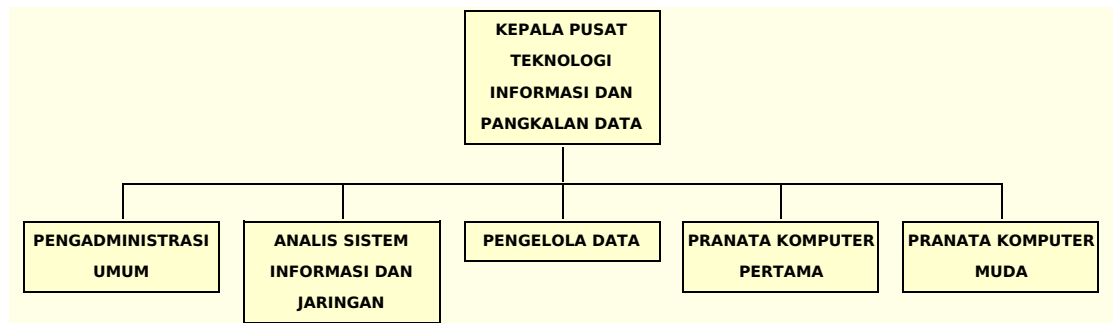 KEPALA PUSAT
TEKNOLOGI
INFORMASI DAN
PANGKALAN DATA
PENGADMINISTRASI
UMUM
ANALIS SISTEM
INFORMASI DAN
JARINGAN
PENGELOLA DATA
PRANATA KOMPUTER
PERTAMA
PRANATA KOMPUTER
MUDA